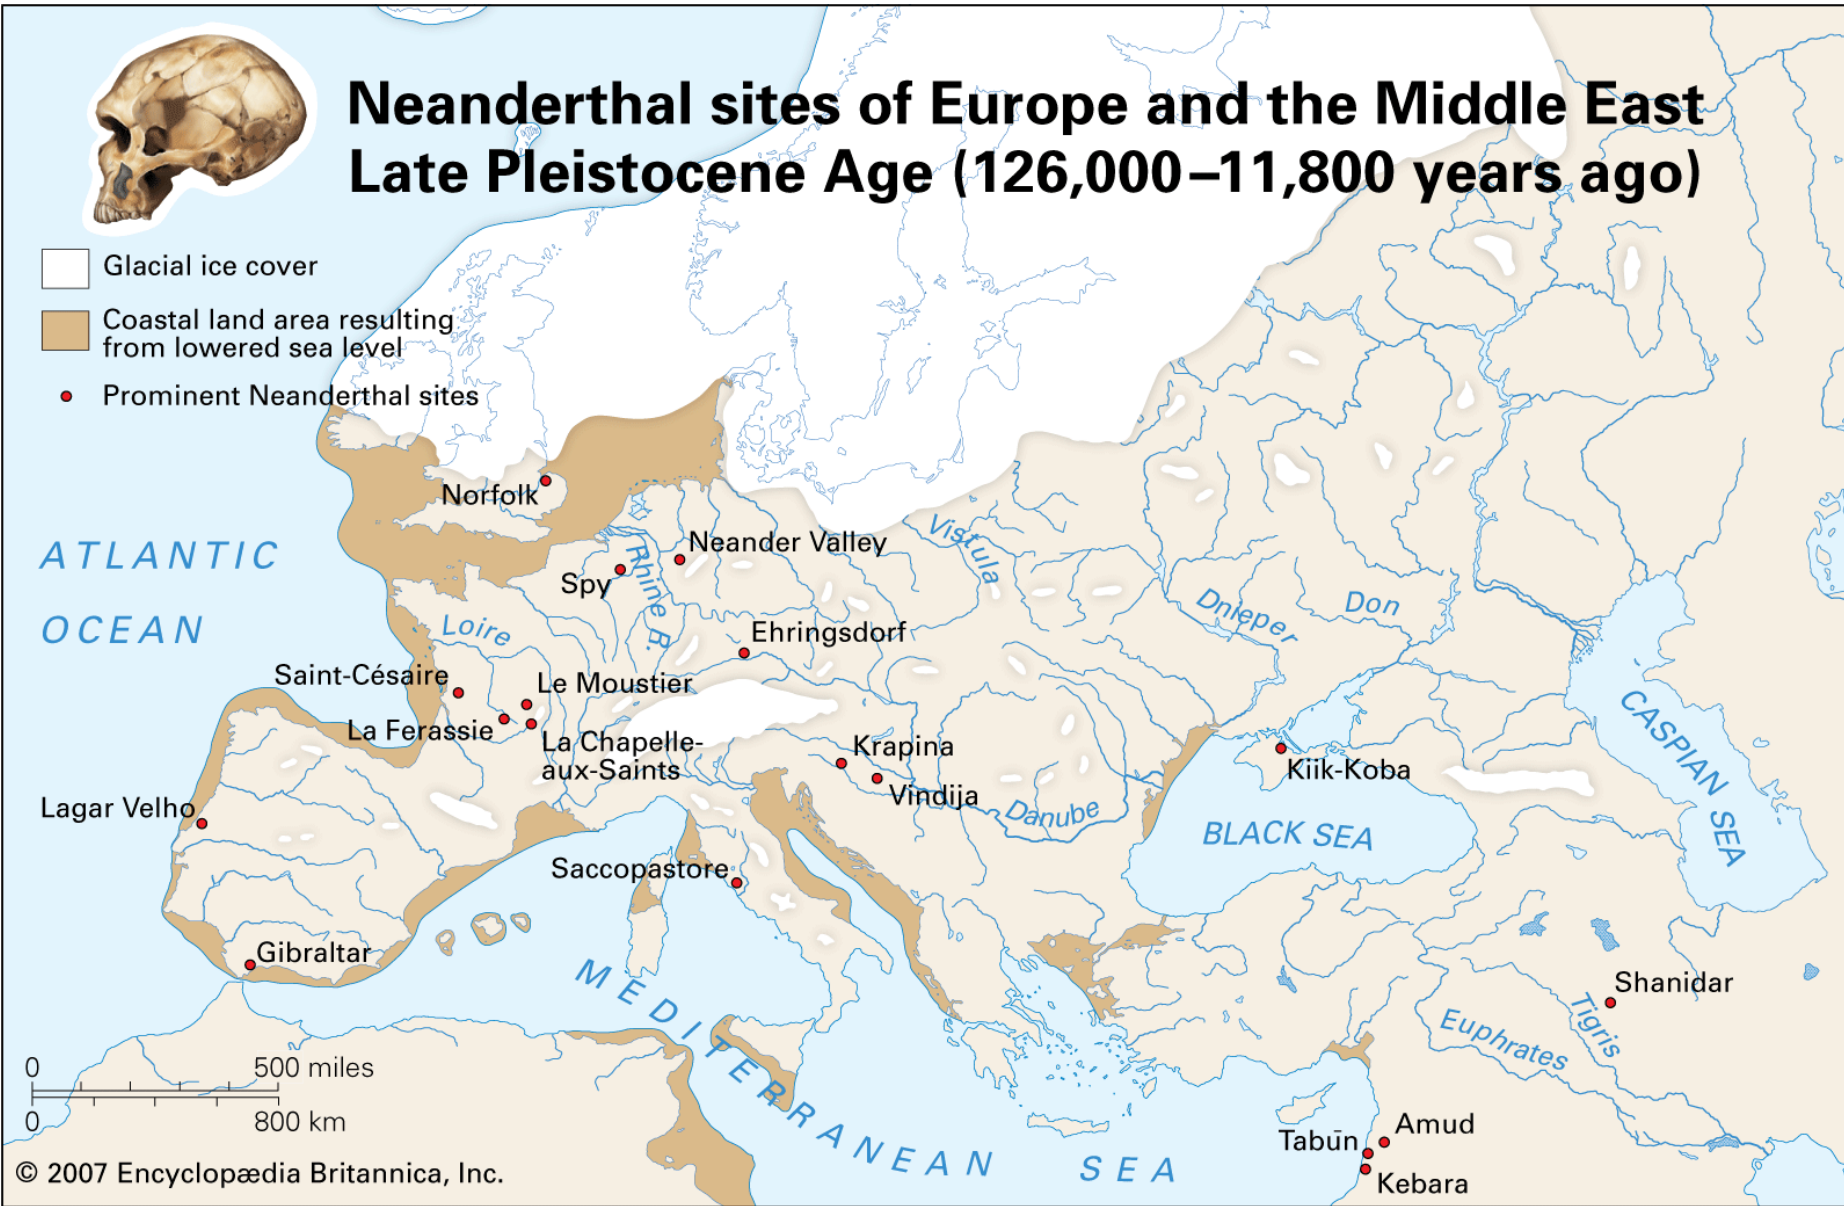 Neanderthal sites of Europe and the Middle East
Late Pleistocene Age (126,000–11,800 years ago)
Glacial ice cover
Coastal land area resulting
from lowered sea level
Prominent Neanderthal sites
Norfolk
ATLANTIC
OCEAN
Neander Valley
Spy
Rhine R.
Vistula
Dnieper
Don
Loire
Ehringsdorf
Saint-Césaire
Le Moustier
La Ferassie
La Chapelle-
aux-Saints
Krapina
Vindija
Danube
Kiik-Koba
BLACK SEA
CASPIAN SEA
Lagar Velho
Saccopastore
Gibraltar
MEDITERRANEAN SEA
Shanidar
Tigris
Euphrates
Amud
Tabūn
Kebara
0 500 miles
0 800 km
© 2007 Encyclopædia Britannica, Inc.